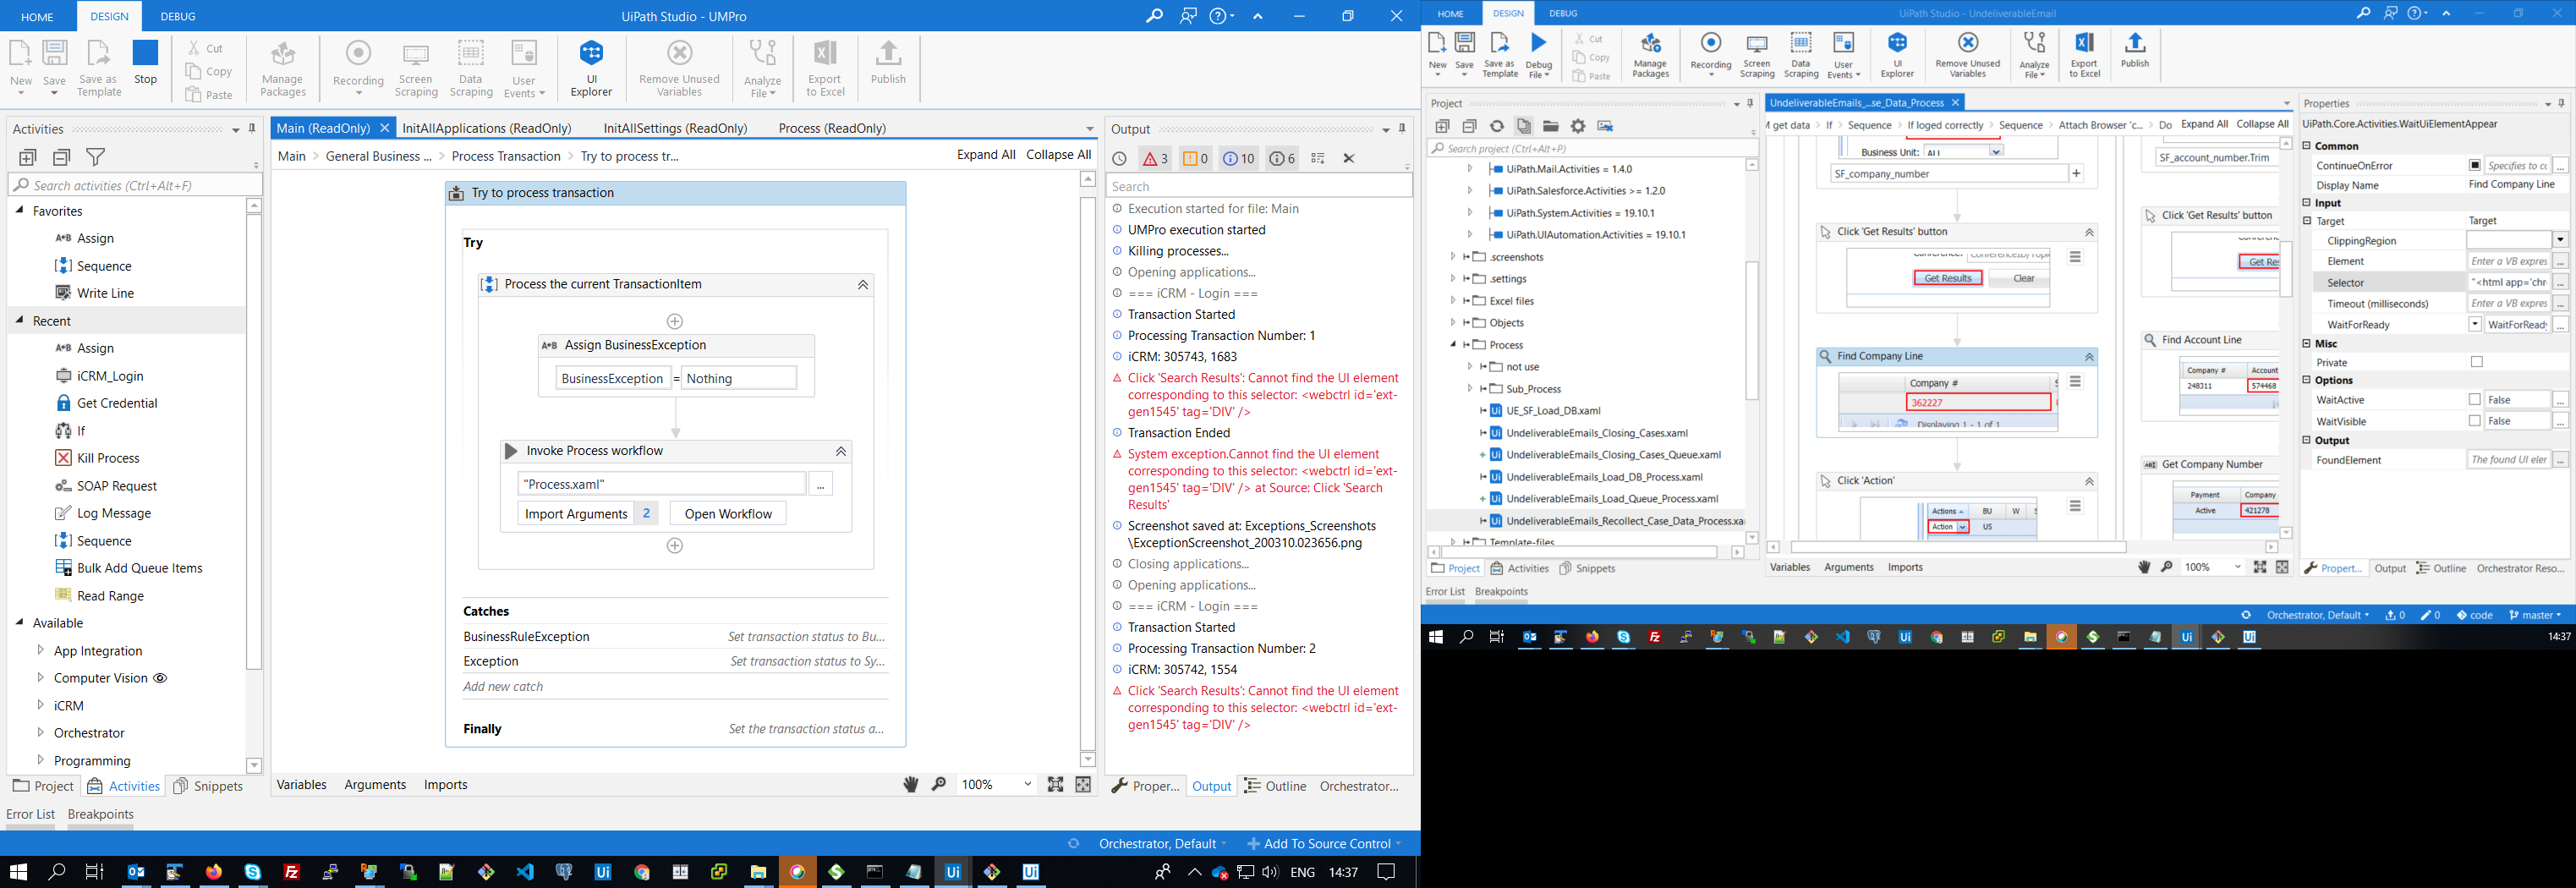 HOME
DESIGN
DEBUG
UiPath Studio - UMPro
New
Save
Save as Template
Stop
Cut
Copy
Paste
Manage Packages
Recording
Screen Scraping
Data Scraping
User Events
UI Explorer
Remove Unused Variables
Analyze File
Export to Excel
Publish
Activities
Search activities (Ctrl+Alt+F)
Favorites
Assign
Sequence
Write Line
Recent
Assign
iCRM_Login
Get Credential
If
Kill Process
SOAP Request
Log Message
Sequence
Bulk Add Queue Items
Read Range
Available
App Integration
Computer Vision
iCRM
Orchestrator
Programming
Project
Activities
Snippets
Error List
Breakpoints
Main (ReadOnly)
InitAllApplications (ReadOnly)
InitAllSettings (ReadOnly)
Process (ReadOnly)
Main > General Business ... > Process Transaction > Try to process tr...
Expand All
Collapse All
Try to process transaction
Try
Process the current TransactionItem
A+B Assign BusinessException
BusinessException = Nothing
Invoke Process workflow
"Process.xaml"
...
Import Arguments 2
Open Workflow
Catches
BusinessRuleException
Set transaction status to Bu...
Exception
Set transaction status to Sy...
Add new catch
Finally
Set the transaction status a...
Variables
Arguments
Imports
100%
Output
3
0
10
6
Search
Execution started for file: Main
UMPro execution started
Killing processes...
Opening applications...
=== iCRM - Login ===
Transaction Started
Processing Transaction Number: 1
iCRM: 305743, 1683
Click 'Search Results': Cannot find the UI element
corresponding to this selector: <webctrl id='ext-
gen1545' tag='DIV' />
Transaction Ended
System exception.Cannot find the UI element
corresponding to this selector: <webctrl id='ext-
gen1545' tag='DIV' /> at Source: Click 'Search
Results'
Screenshot saved at: Exceptions_Screenshots
\ExceptionScreenshot_200310.023656.png
Closing applications...
Opening applications...
=== iCRM - Login ===
Transaction Started
Processing Transaction Number: 2
iCRM: 305742, 1554
Click 'Search Results': Cannot find the UI element
corresponding to this selector: <webctrl id='ext-
gen1545' tag='DIV' />
Proper...
Output
Outline
Orchestrator...
Orchestrator, Default
Add To Source Control
ENG
14:37
HOME
DESIGN
DEBUG
UiPath Studio - UndeliverableEmail
New
Save
Save as Template
Debug File
Cut
Copy
Paste
Manage Packages
Recording
Screen Scraping
Data Scraping
User Events
UI Explorer
Remove Unused Variables
Analyze File
Export to Excel
Publish
Project
Search project (Ctrl+Alt+P)
UiPath.Mail.Activities = 1.4.0
UiPath.Salesforce.Activities >= 1.2.0
UiPath.System.Activities = 19.10.1
UiPath.UIAutomation.Activities = 19.10.1
.screenshots
.settings
Excel files
Objects
Process
not use
Sub_Process
UE_SF_Load_DB.xaml
UndeliverableEmails_Closing_Cases.xaml
UndeliverableEmails_Closing_Cases_Queue.xaml
UndeliverableEmails_Load_DB_Process.xaml
UndeliverableEmails_Load_Queue_Process.xaml
UndeliverableEmails_Recollect_Case_Data_Process.xa
Template-files
Project
Activities
Snippets
Error List
Breakpoints
UndeliverableEmails_...se_Data_Process
get data > If > Sequence > If loged correctly > Sequence > Attach Browser 'c... > Do
Expand All
Collapse All
Business Unit: ALL
SF_company_number
Click 'Get Results' button
Get Results
Clear
Find Company Line
Company #
362227
Displaying 1 - 1 of 1
Click 'Action'
Actions
BU
W
Action
US
SF_account_number.Trim
Click 'Get Results' button
Get Re
Find Account Line
Company #
Account
248311
574468
Get Company Number
Payment
Company
Active
421278
Variables
Arguments
Imports
100%
Properties
UiPath.Core.Activities.WaitUiElementAppear
Common
ContinueOnError
Specifies to co
Display Name
Find Company Line
Input
Target
Target
ClippingRegion
Element
Enter a VB expres
Selector
"<html app='chr
Timeout (milliseconds)
Enter a VB expres
WaitForReady
WaitForReady
Misc
Private
Options
WaitActive
False
WaitVisible
False
Output
FoundElement
The found UI eler
Propert...
Output
Outline
Orchestrator Reso...
Orchestrator, Default
0
0
code
master
14:37